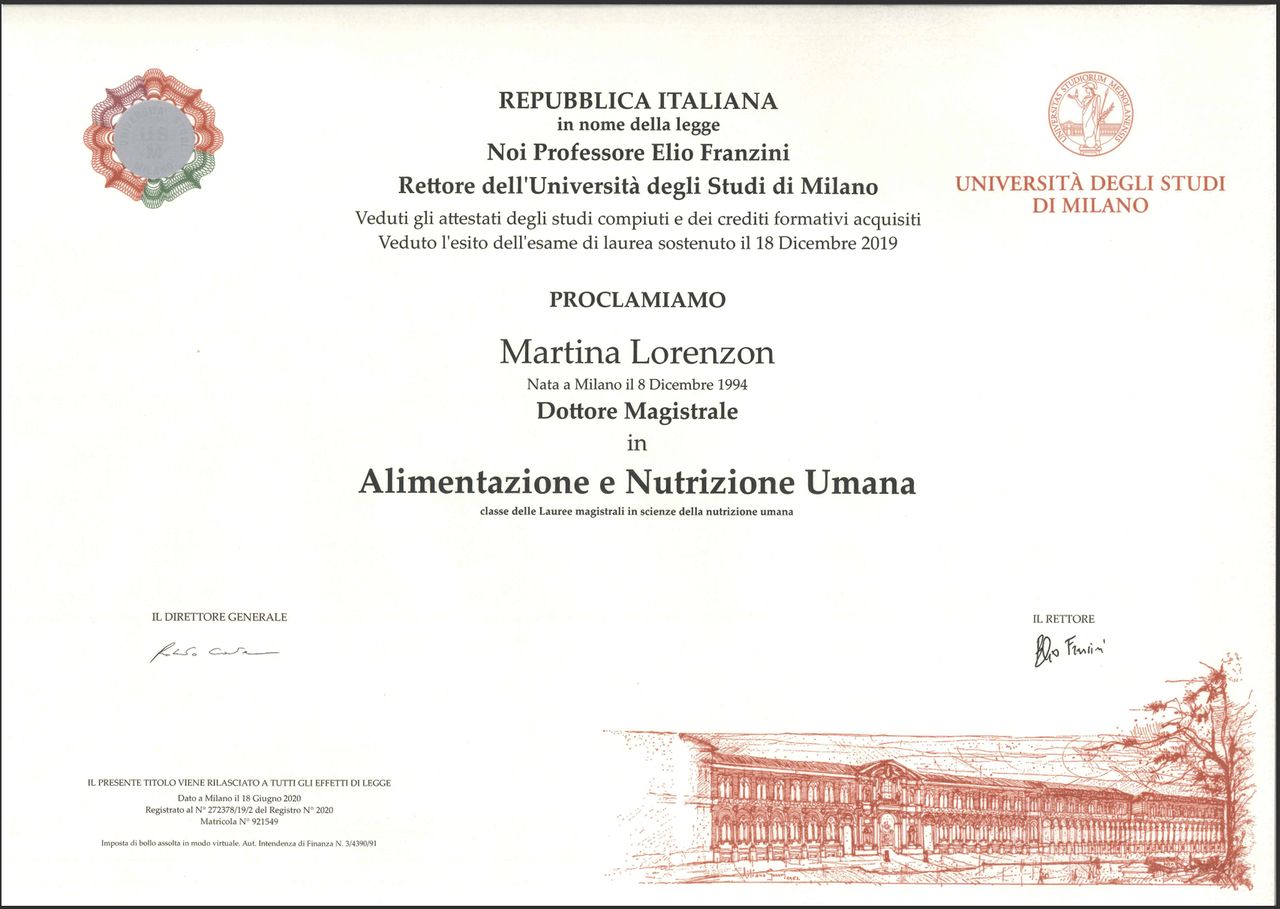 REPUBBLICA ITALIANA
in nome della legge
Noi Professore Elio Franzini
Rettore dell'Università degli Studi di Milano
Veduti gli attestati degli studi compiuti e dei crediti formativi acquisiti
Veduto l'esito dell'esame di laurea sostenuto il 18 Dicembre 2019
UNIVERSITAS STUDIORUM MEDIOLANENSIS
UNIVERSITÀ DEGLI STUDI
DI MILANO
PROCLAMIAMO
Martina Lorenzon
Nata a Milano il 8 Dicembre 1994
Dottore Magistrale
in
Alimentazione e Nutrizione Umana
classe delle Lauree magistrali in scienze della nutrizione umana
IL DIRETTORE GENERALE
IL RETTORE
Elio Franzini
IL PRESENTE TITOLO VIENE RILASCIATO A TUTTI GLI EFFETTI DI LEGGE
Dato a Milano il 18 Giugno 2020
Registrato al N° 272378/19/2 del Registro N° 2020
Matricola N° 921549
Imposta di bollo assolta in modo virtuale. Aut. Intendenza di Finanza N. 3/4390/91